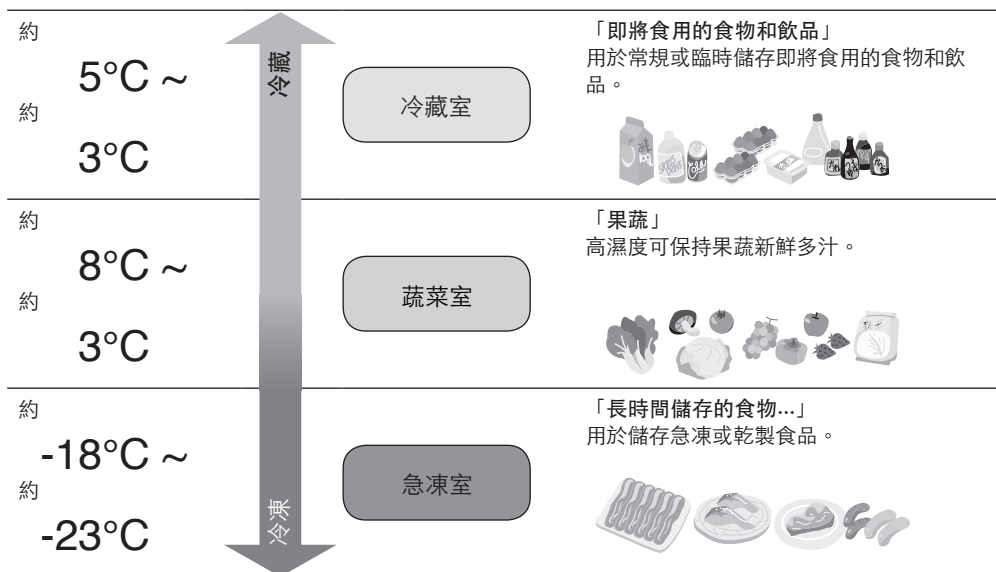 約
5°C ~
約
3°C
冷藏
冷藏室
「即將食用的食物和飲品」
用於常規或臨時儲存即將食用的食物和飲
品。
100%
Cola
約
8°C ~
約
3°C
蔬菜室
「果蔬」
高濕度可保持果蔬新鮮多汁。
約
-18°C ~
約
-23°C
冷凍
急凍室
「長時間儲存的食物...」
用於儲存急凍或乾製食品。